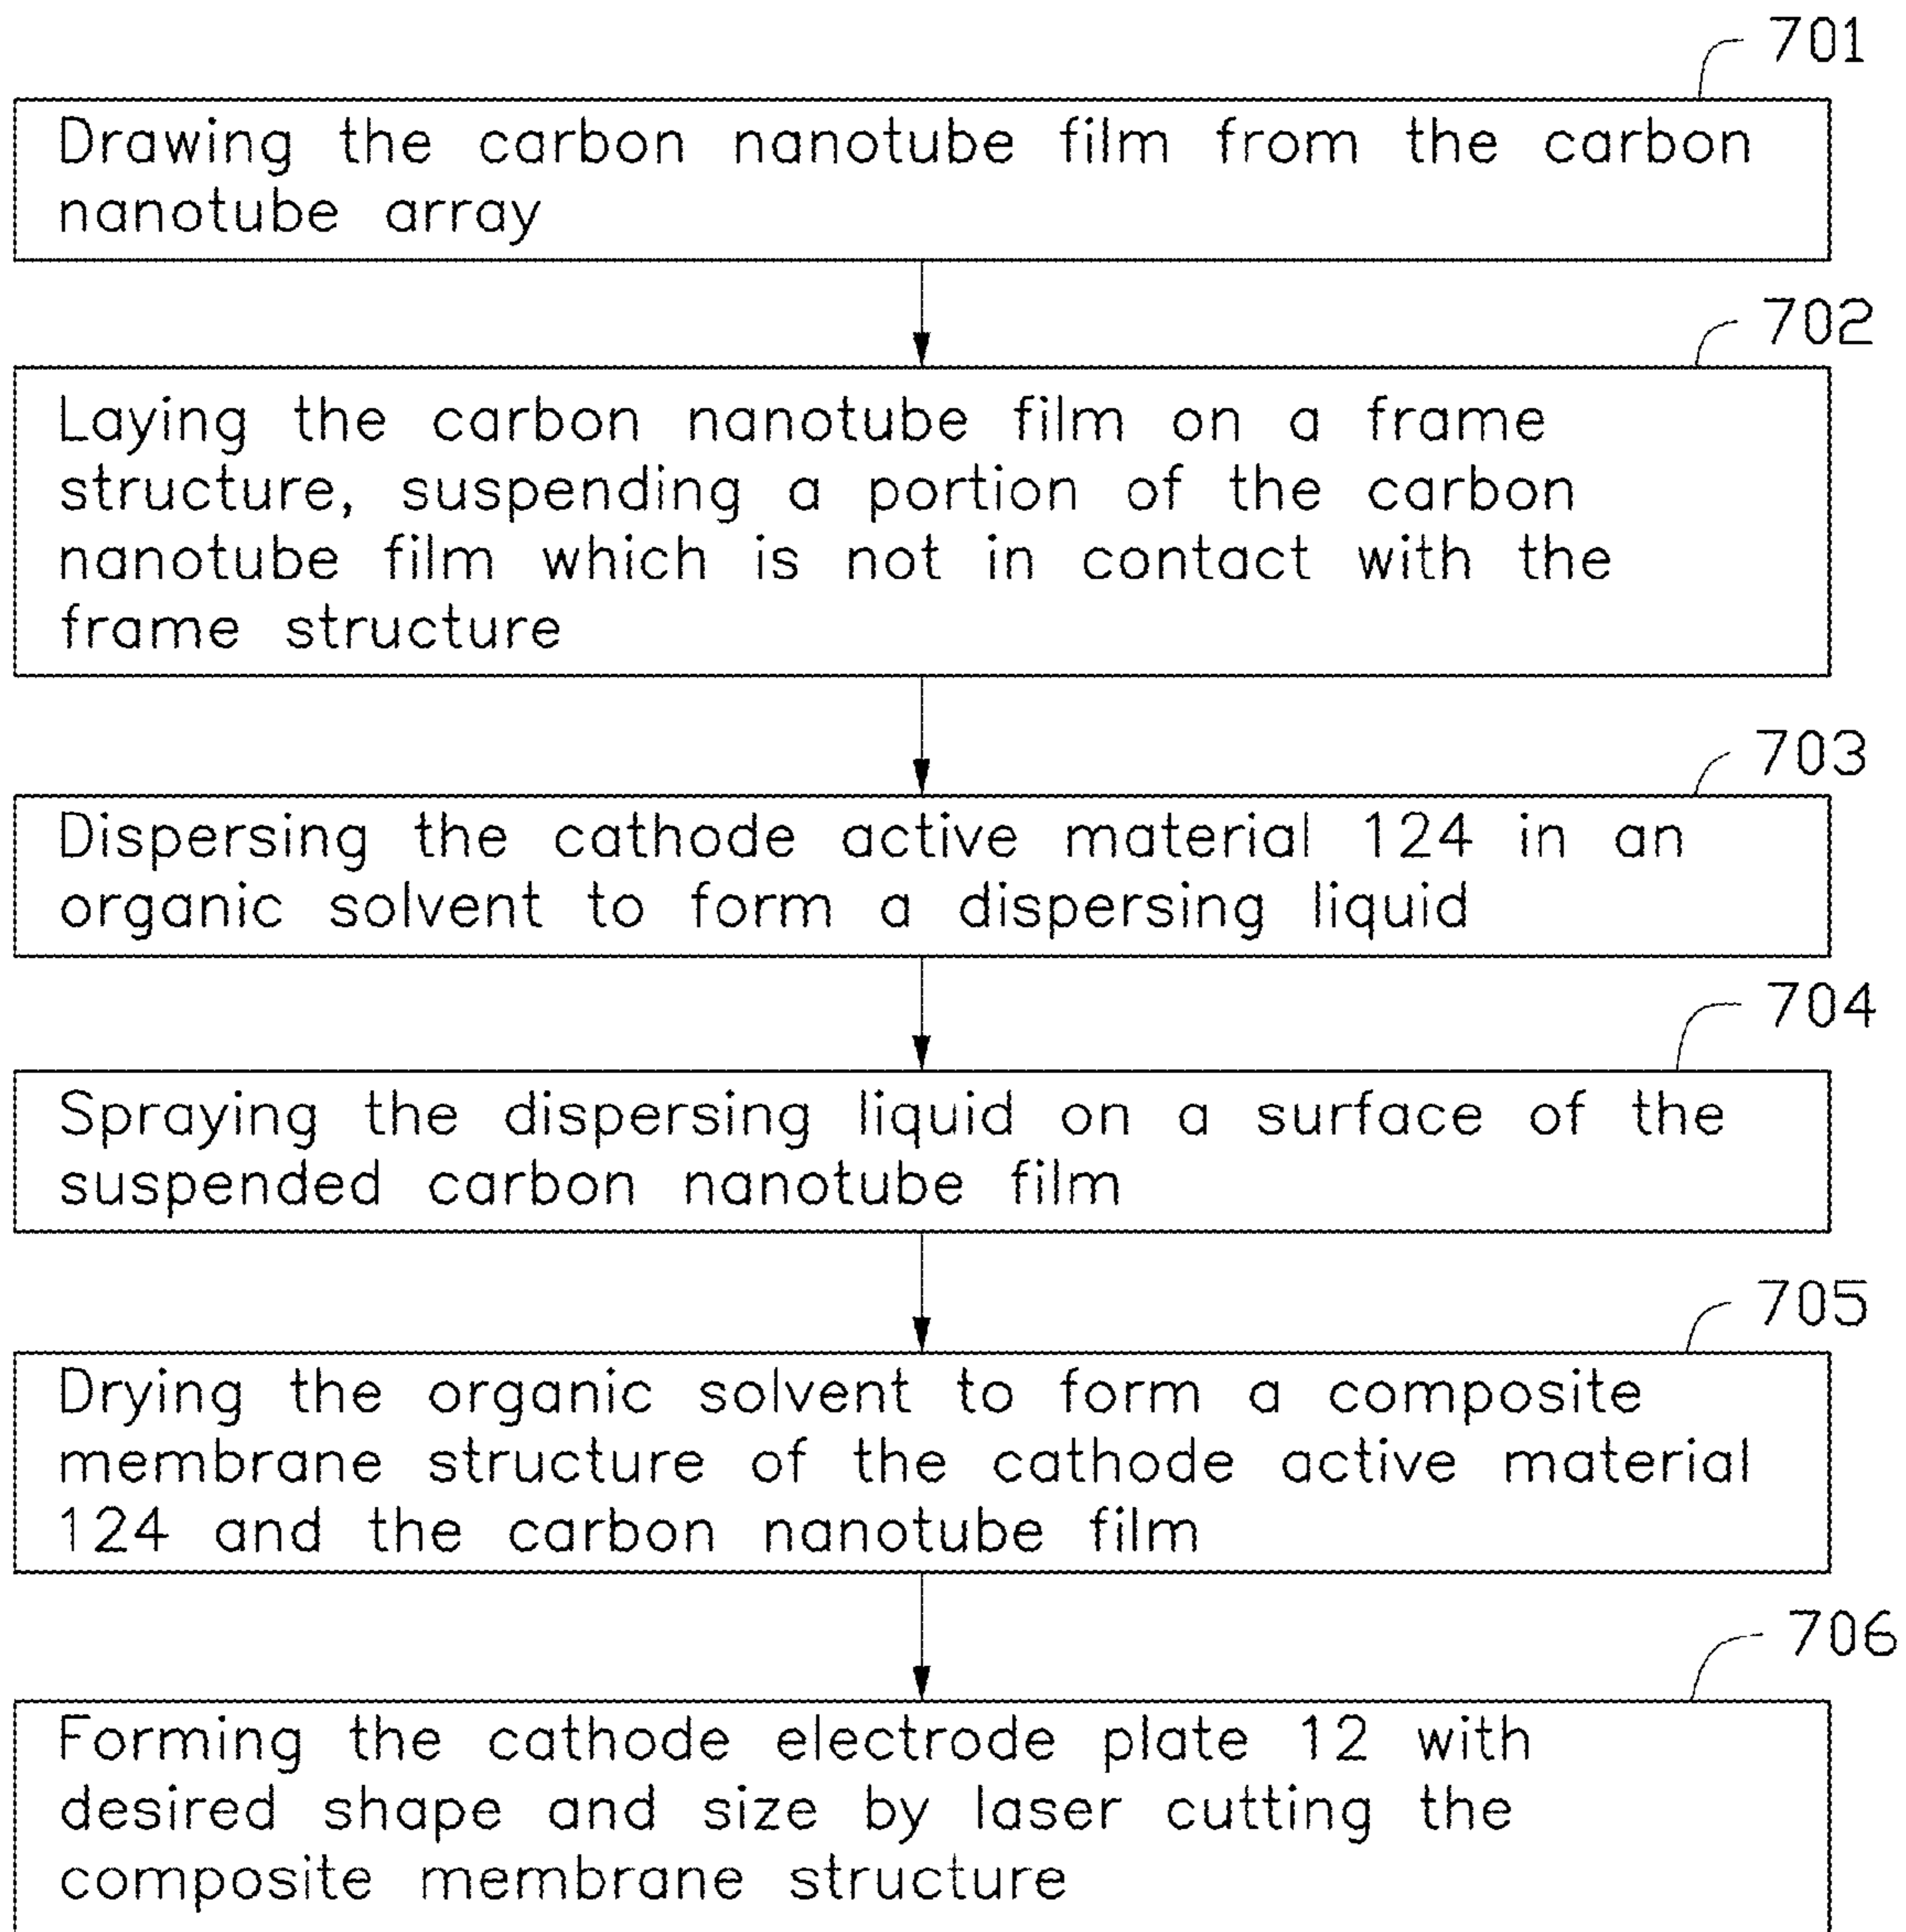 701
Drawing the carbon nanotube film from the carbon
nanotube array
702
Laying the carbon nanotube film on a frame
structure, suspending a portion of the carbon
nanotube film which is not in contact with the
frame structure
703
Dispersing the cathode active material 124 in an
organic solvent to form a dispersing liquid
704
Spraying the dispersing liquid on a surface of the
suspended carbon nanotube film
705
Drying the organic solvent to form a composite
membrane structure of the cathode active material
124 and the carbon nanotube film
706
Forming the cathode electrode plate 12 with
desired shape and size by laser cutting the
composite membrane structure